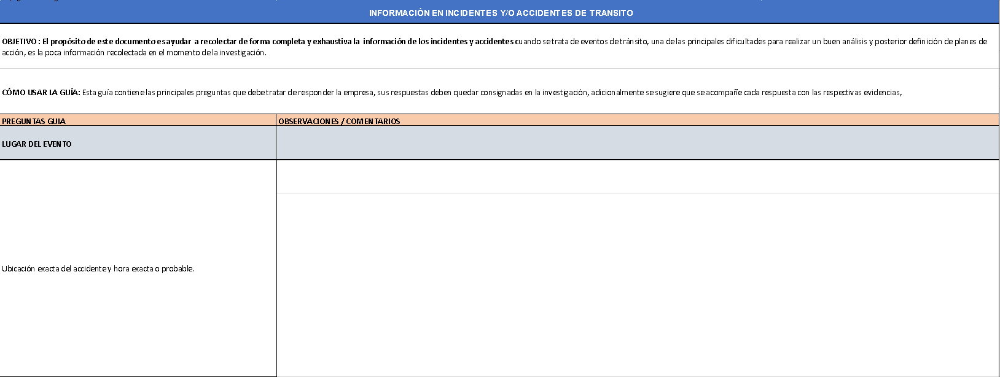 INFORMACIÓN EN INCIDENTES Y/O ACCIDENTES DE TRANSITO
OBJETIVO : El propósito de este documento es ayudar a recolectar de forma completa y exhaustiva la información de los incidentes y accidentes cuando se trata de eventos de tránsito, una de las principales dificultades para realizar un buen análisis y posterior definición de planes de
acción, es la poca información recolectada en el momento de la investigación.
CÓMO USAR LA GUÍA: Esta guía contiene las principales preguntas que debe tratar de responder la empresa, sus respuestas deben quedar consignadas en la investigación, adicionalmente se sugiere que se acompañe cada respuesta con las respectivas evidencias,
PREGUNTAS GUIA
OBSERVACIONES / COMENTARIOS
LUGAR DEL EVENTO
Ubicación exacta del accidente y hora exacta o probable.